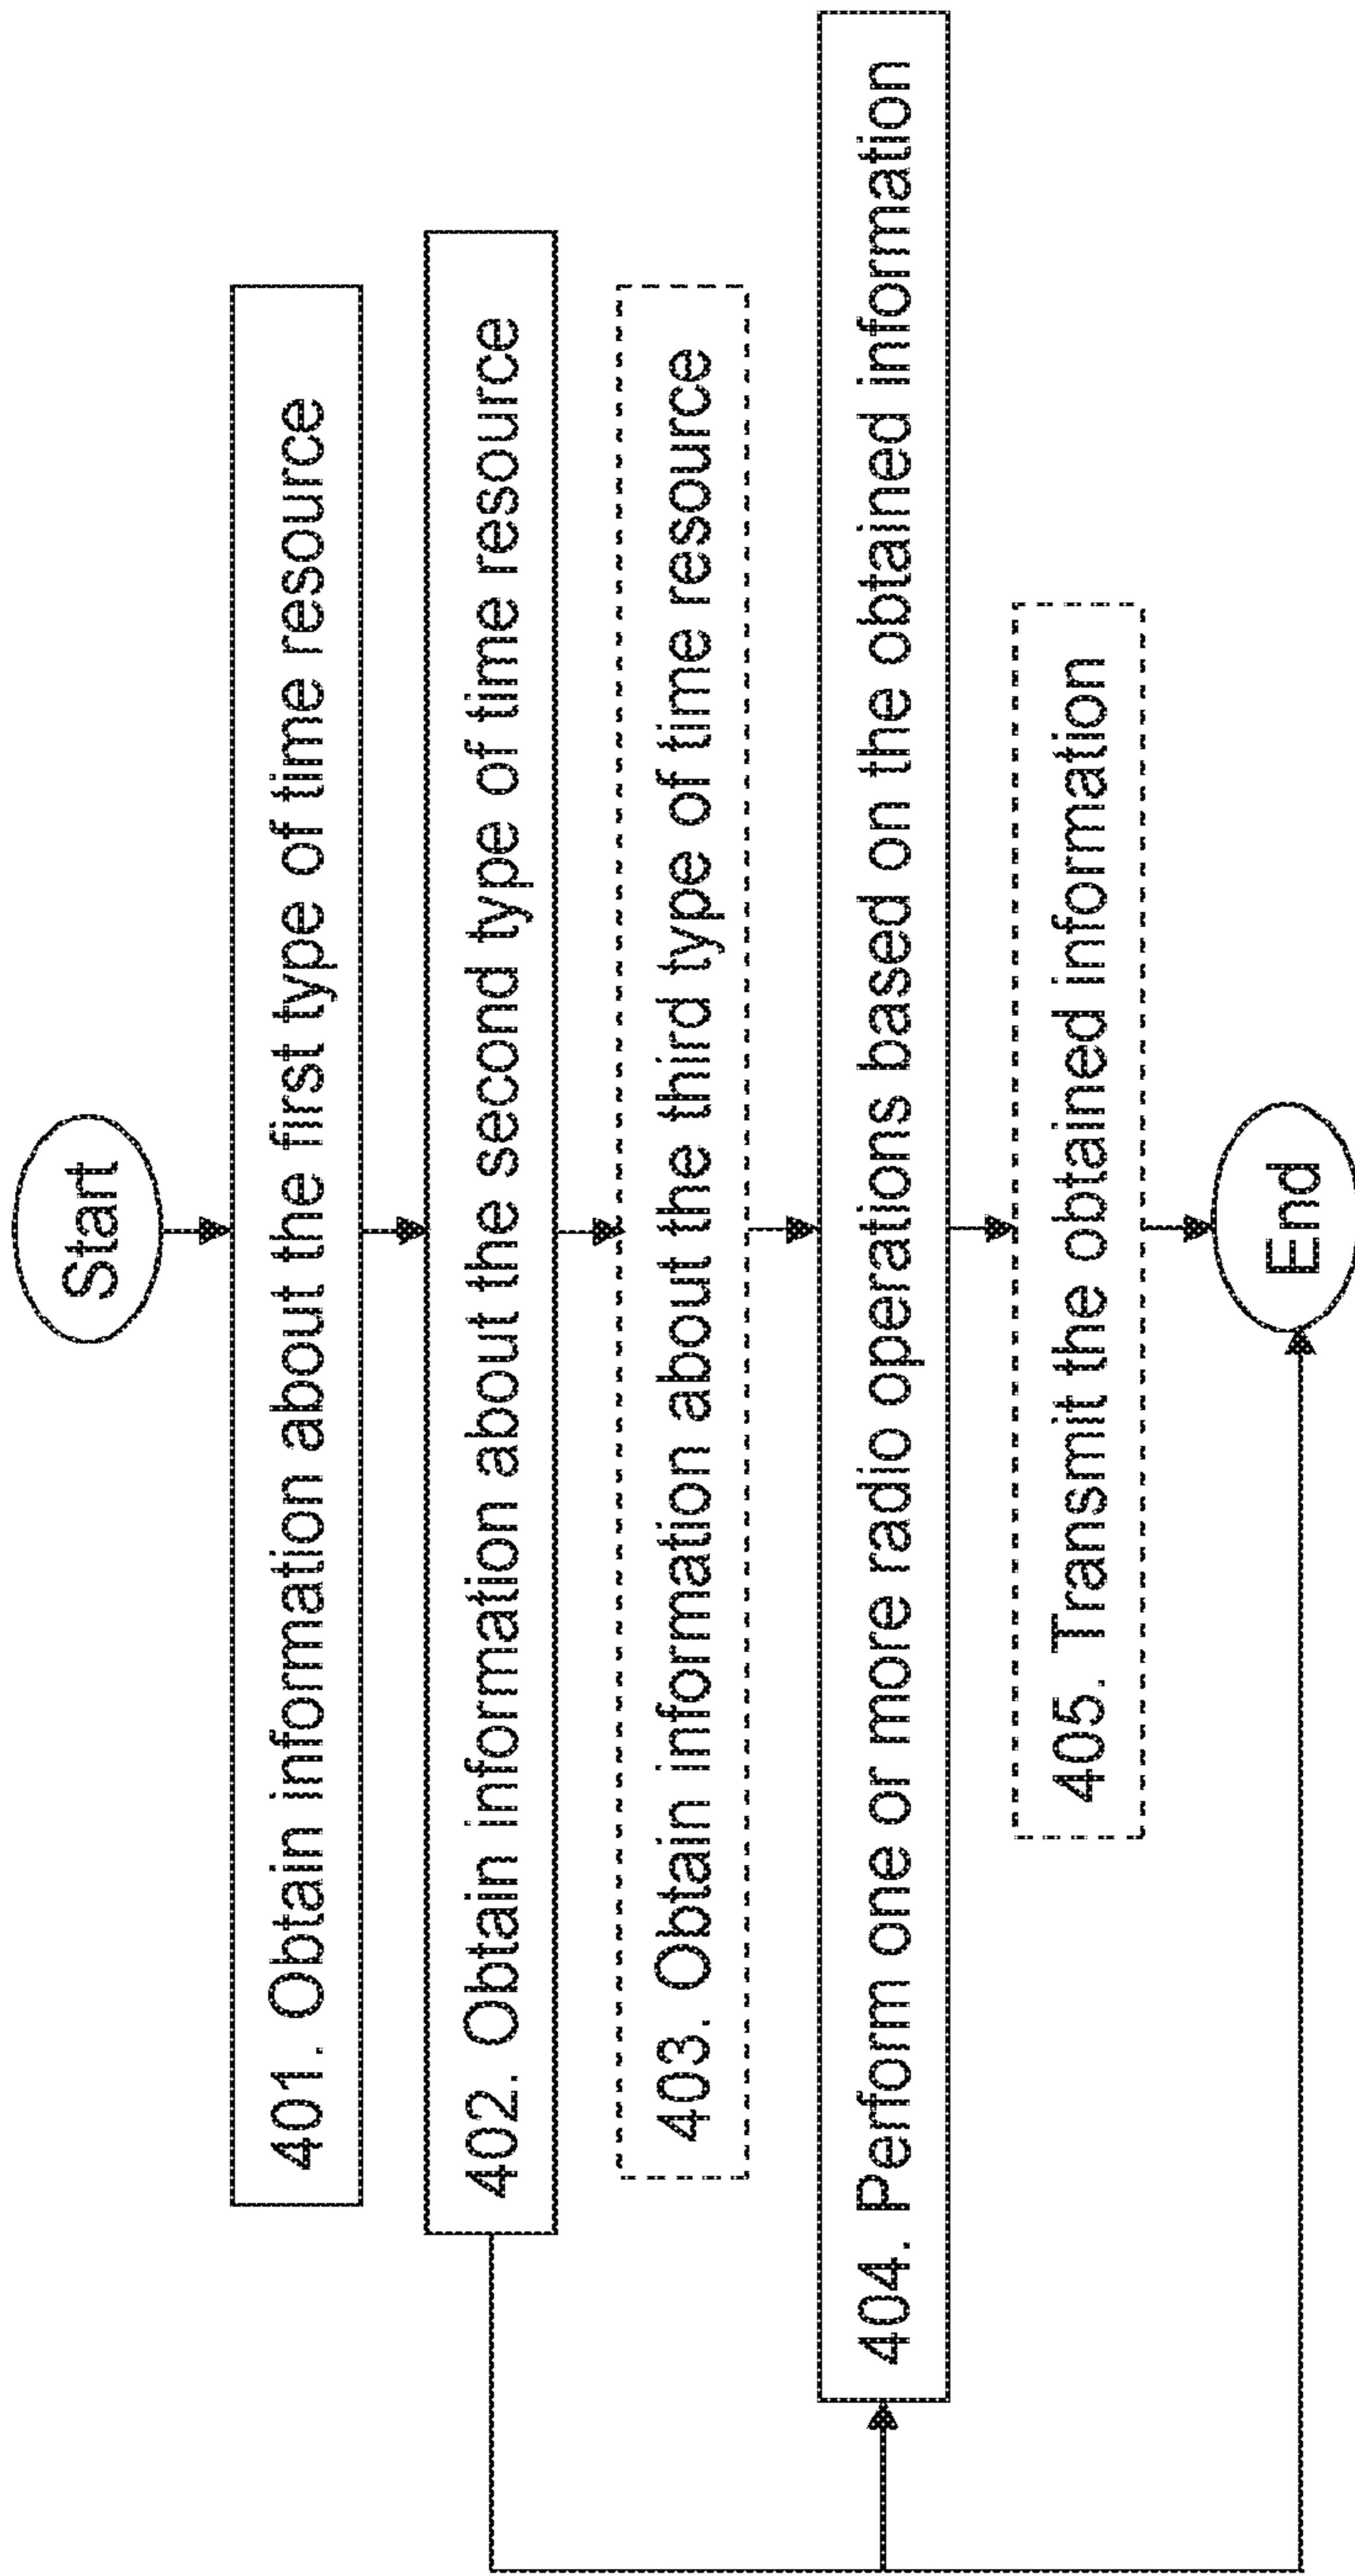 Start
401. Obtain information about the first type of time resource
402. Obtain information about the second type of time resource
403. Obtain information about the third type of time resource
404. Perform one or more radio operations based on the obtained information
405. Transmit the obtained information
End